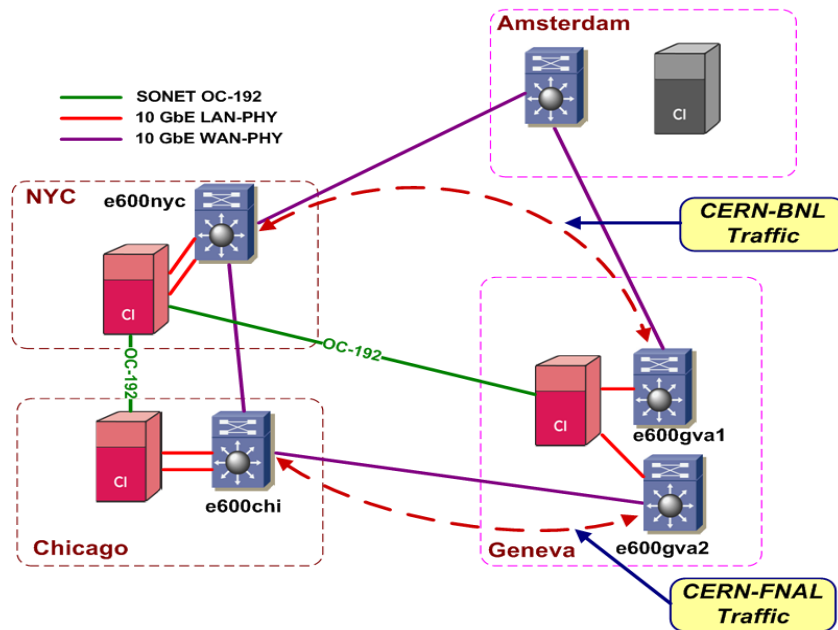 Amsterdam
SONET OC-192
10 GbE LAN-PHY
10 GbE WAN-PHY
CI
NYC
e600nyc
CERN-BNL
Traffic
CI
OC-192
OC-192
CI
e600gva1
CI
e600chi
Chicago
Geneva
e600gva2
CERN-FNAL
Traffic